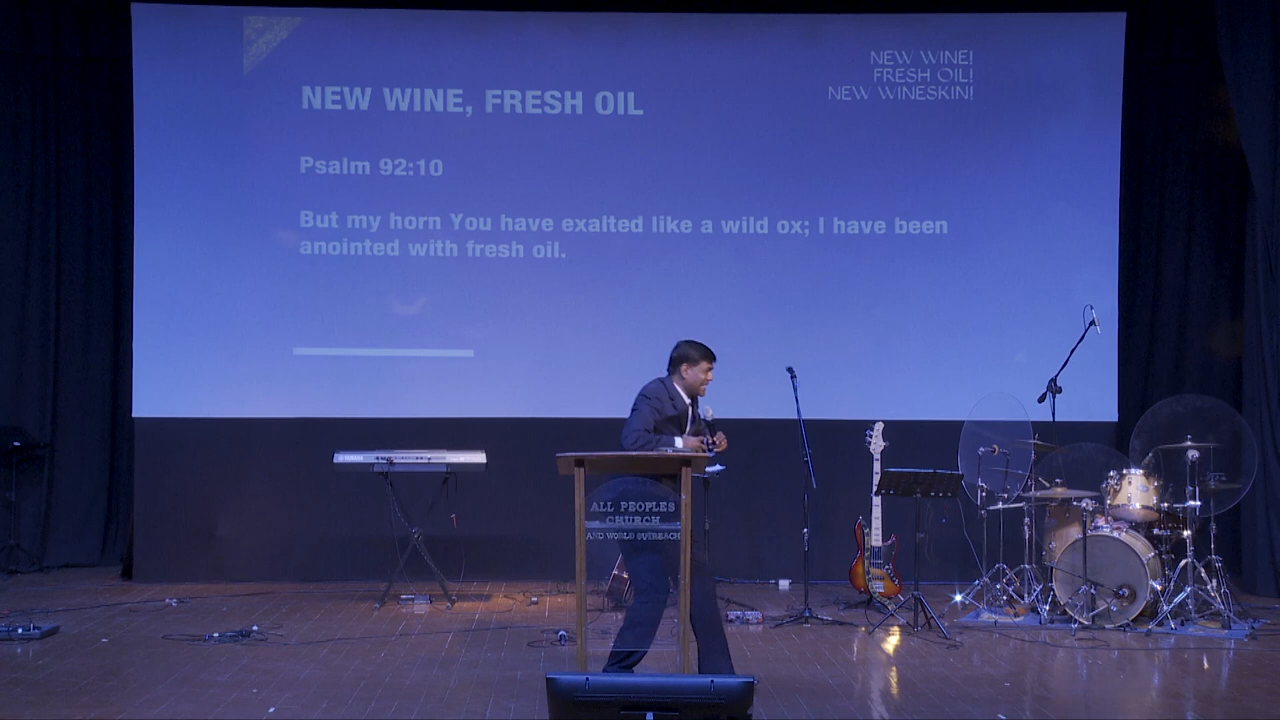 NEW WINE!
FRESH OIL!
NEW WINESKIN!
NEW WINE, FRESH OIL
Psalm 92:10
But my horn You have exalted like a wild ox; I have been
anointed with fresh oil.
YAMAHA
ALL PEOPLES
CHURCH
AND WORLD OUTREACH